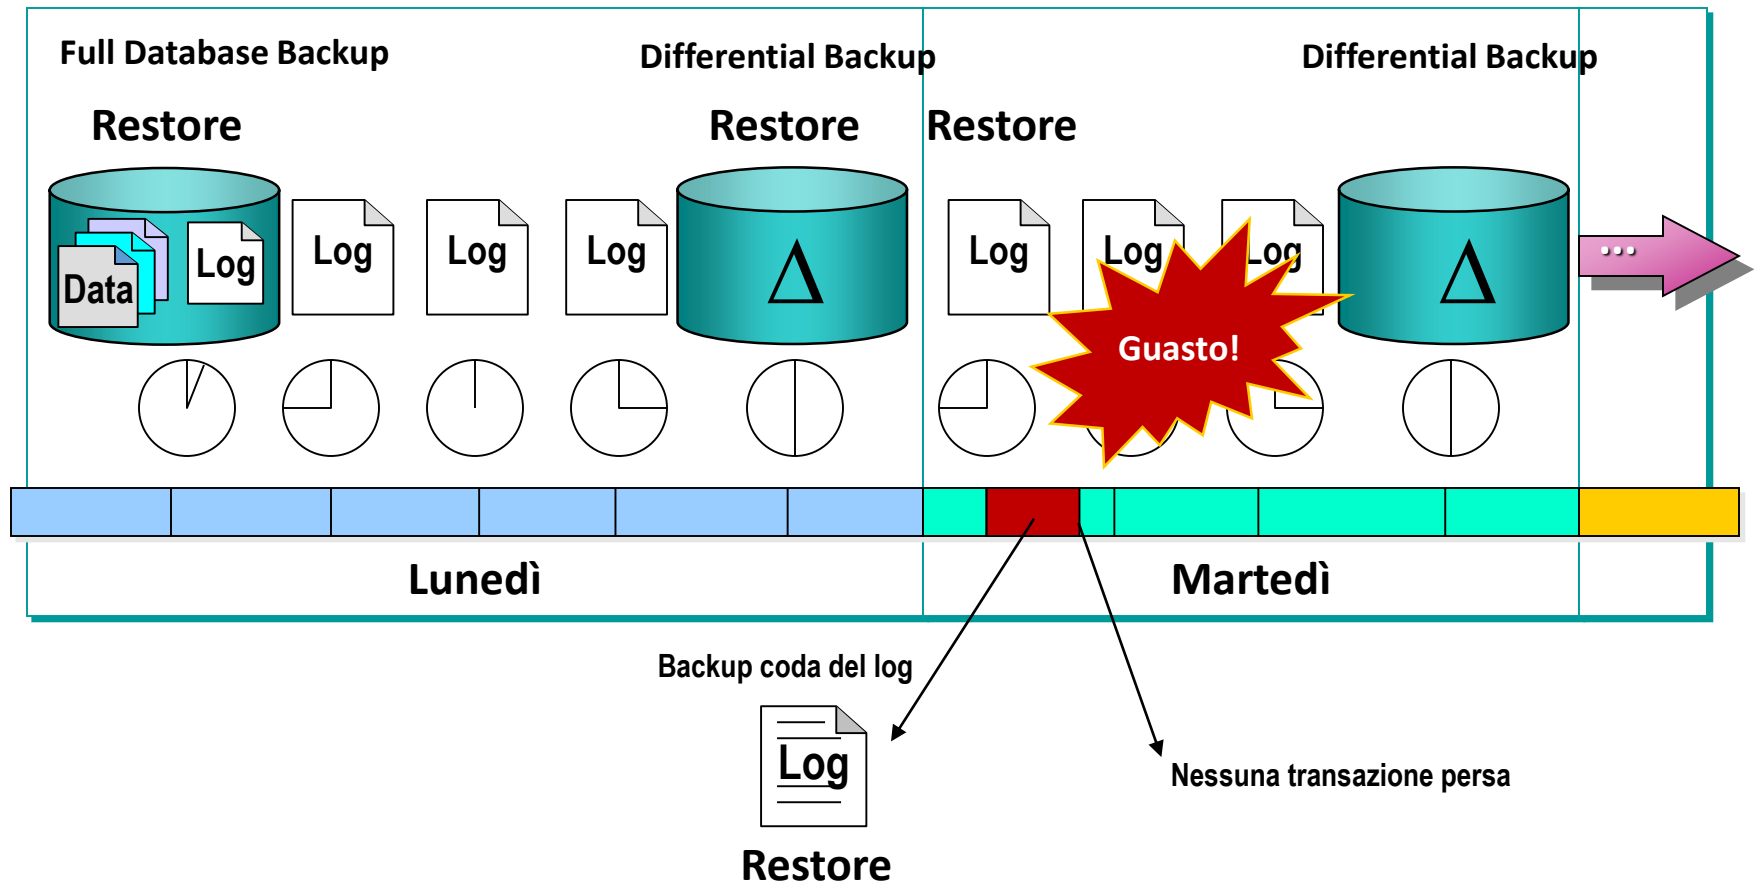 Full Database Backup
Differential Backup
Differential Backup
Restore
Restore
Restore
Data
Log
Log
Log
Log
Δ
Log
Log
Log
Δ
...
Guasto!
Lunedì
Martedì
Backup coda del log
Log
Nessuna transazione persa
Restore